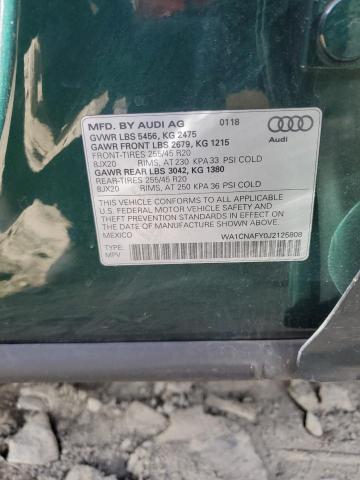 MFD. BY AUDI AG 0118
GVWR LBS 5456, KG 2475
GAWR FRONT LBS 2679, KG 1215
FRONT-TIRES 255/45 R20
8JX20 RIMS, AT 230 KPA 33 PSI COLD
GAWR REAR LBS 3042, KG 1380
REAR-TIRES 255/45 R20
8JX20 RIMS, AT 250 KPA 36 PSI COLD
Audi
THIS VEHICLE CONFORMS TO ALL APPLICABLE
U.S. FEDERAL MOTOR VEHICLE SAFETY AND
THEFT PREVENTION STANDARDS IN EFFECT ON
THE DATE OF MANUFACTURE SHOWN ABOVE.
MEXICO WA1CNAFY0J2125808
TYPE:
MPV